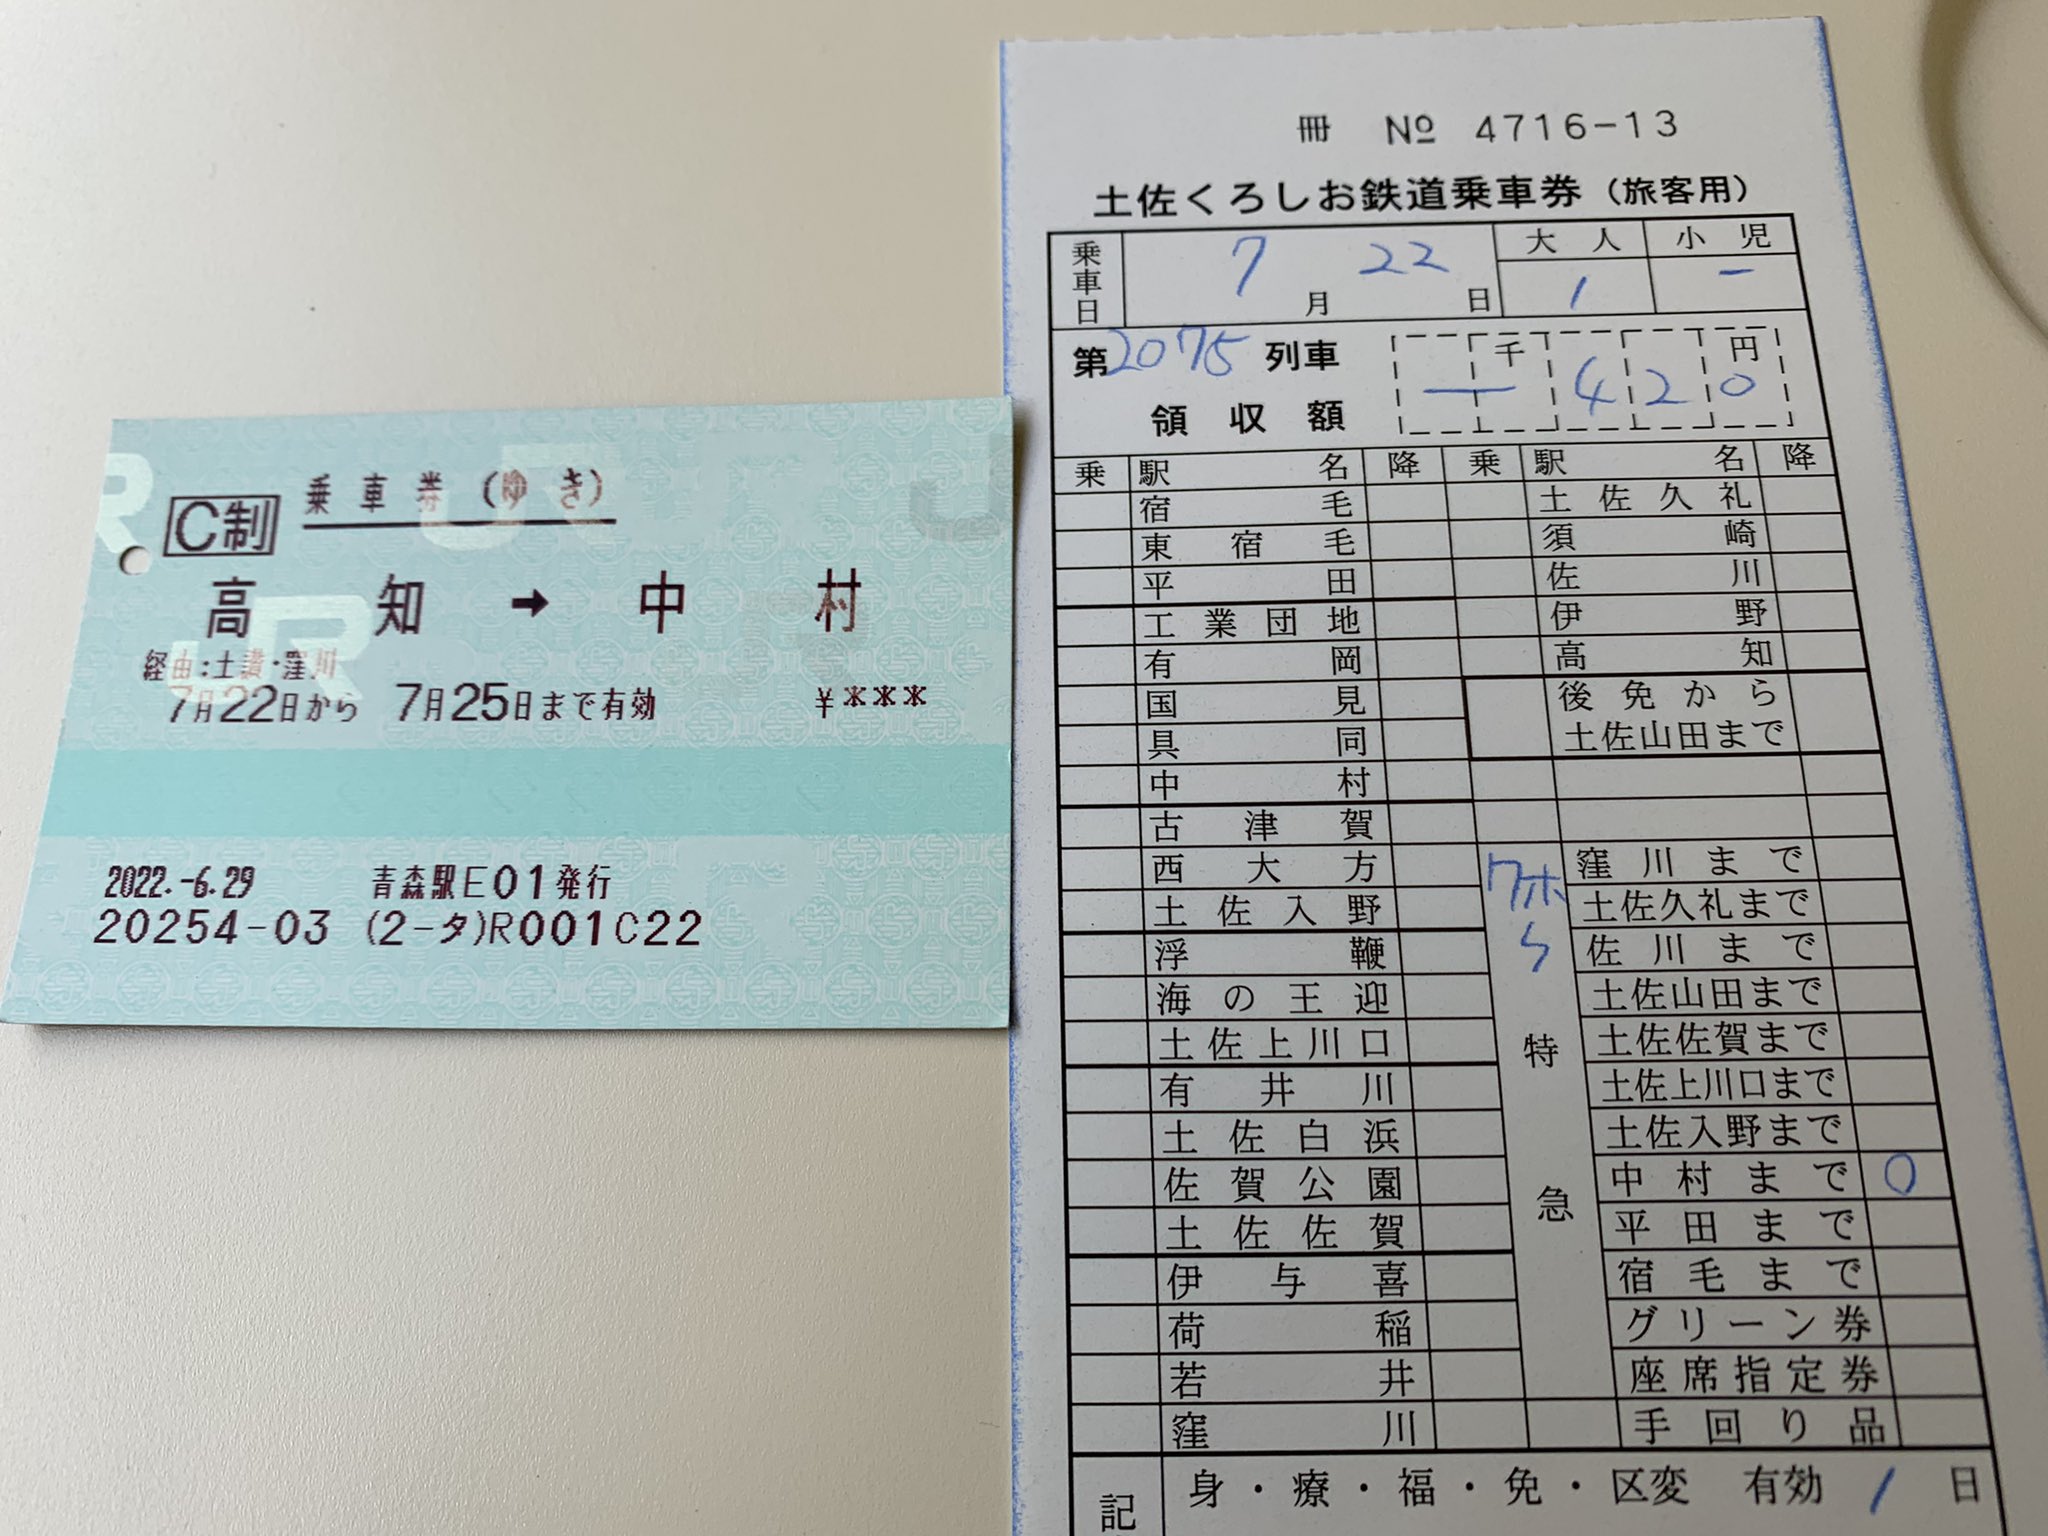 C制 乗車券(ゆき)
高知 → 中村
経由:土讃・窪川
7月22日から 7月25日まで有効 ¥***
2022.-6.29 青森駅E01発行
20254-03 (2-タ)R001C22
冊 № 4716-13
土佐くろしお鉄道乗車券(旅客用)
乗車日 7月 22日 大人 小児
1 ー
第2075列車 千 円
領収額 ー 420
乗 駅名 降 乗 駅名 降
宿毛 土佐久礼
東宿毛 須崎
平田 佐川
工業団地 伊野
有岡 高知
国見 後免から
具同 土佐山田まで
中村
古津賀
西大方 窪川まで
土佐入野 土佐久礼まで
浮鞭 佐川まで
海の王迎 土佐山田まで
土佐上川口 特 土佐佐賀まで
有井川 土佐上川口まで
土佐白浜 土佐入野まで
佐賀公園 急 中村まで ○
土佐佐賀 平田まで
伊与喜 宿毛まで
荷稲 グリーン券
若井 座席指定券
窪川 手回り品
記 身・療・福・免・区変 有効 1日